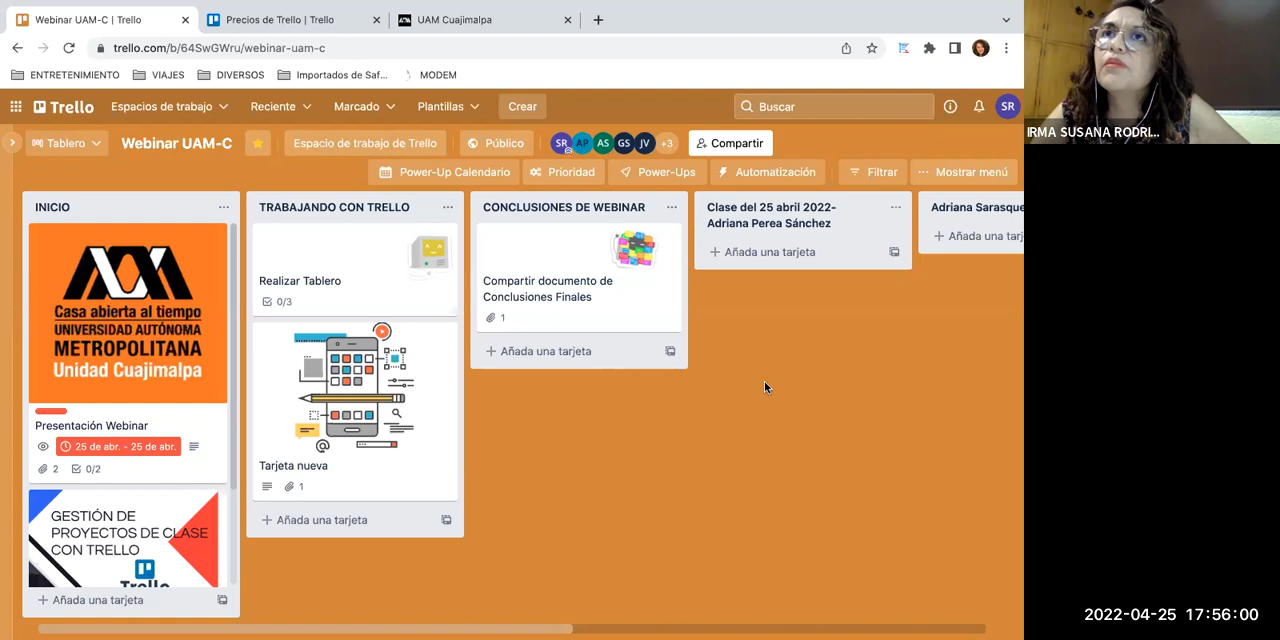 Webinar UAM-C | Trello
Precios de Trello | Trello
UAM Cuajimalpa
trello.com/b/64SwGWru/webinar-uam-c
ENTRETENIMIENTO
VIAJES
DIVERSOS
Importados de Saf...
MODEM
Trello
Espacios de trabajo
Reciente
Marcado
Plantillas
Crear
Buscar
SR
Tablero
Webinar UAM-C
Espacio de trabajo de Trello
Público
SR AP AS GS JV +3
Compartir
Power-Up Calendario
Prioridad
Power-Ups
Automatización
Filtrar
... Mostrar menú
INICIO
Casa abierta al tiempo
UNIVERSIDAD AUTÓNOMA
METROPOLITANA
Unidad Cuajimalpa
Presentación Webinar
25 de abr. - 25 de abr.
2
0/2
GESTIÓN DE
PROYECTOS DE CLASE
CON TRELLO
Trello
+ Añada una tarjeta
TRABAJANDO CON TRELLO
Realizar Tablero
0/3
Tarjeta nueva
1
+ Añada una tarjeta
CONCLUSIONES DE WEBINAR
Compartir documento de
Conclusiones Finales
1
+ Añada una tarjeta
Clase del 25 abril 2022-
Adriana Perea Sánchez
+ Añada una tarjeta
Adriana Sarasque
+ Añada una tarj
IRMA SUSANA RODRI...
2022-04-25 17:56:00